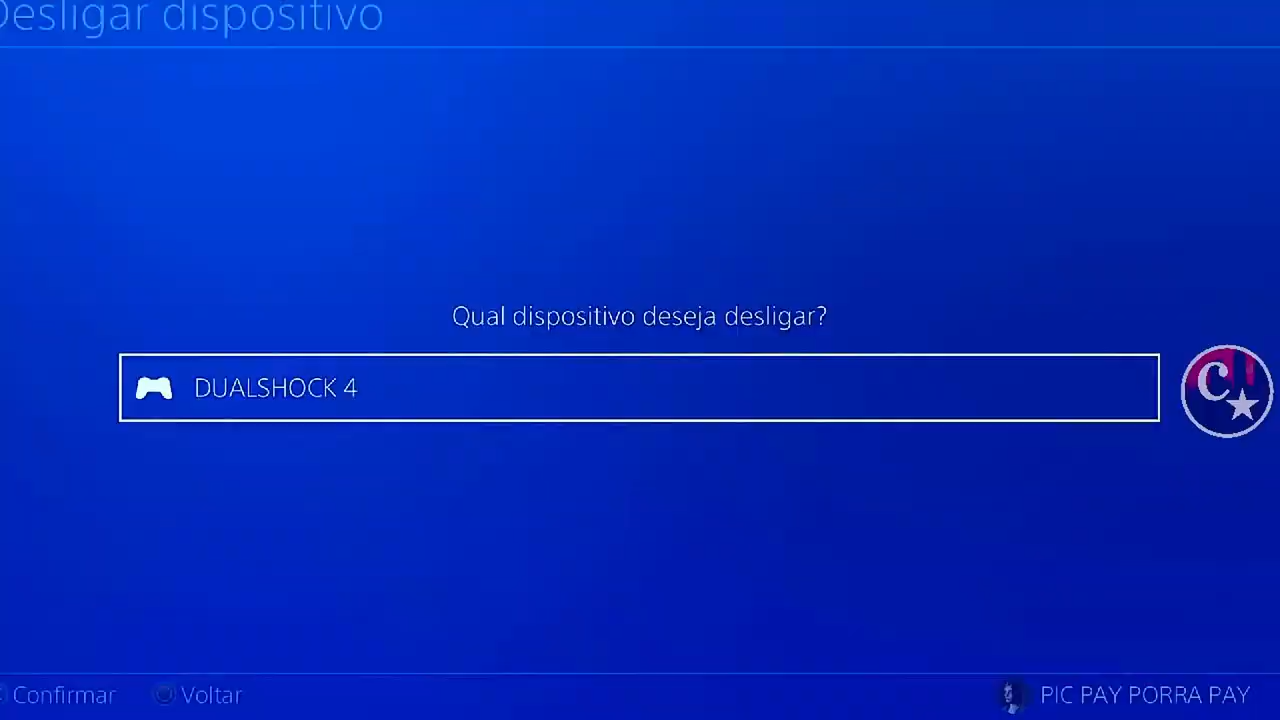 Desligar dispositivo
Qual dispositivo deseja desligar?
DUALSHOCK 4
C
Confirmar
Voltar
PIC PAY PORRA PAY